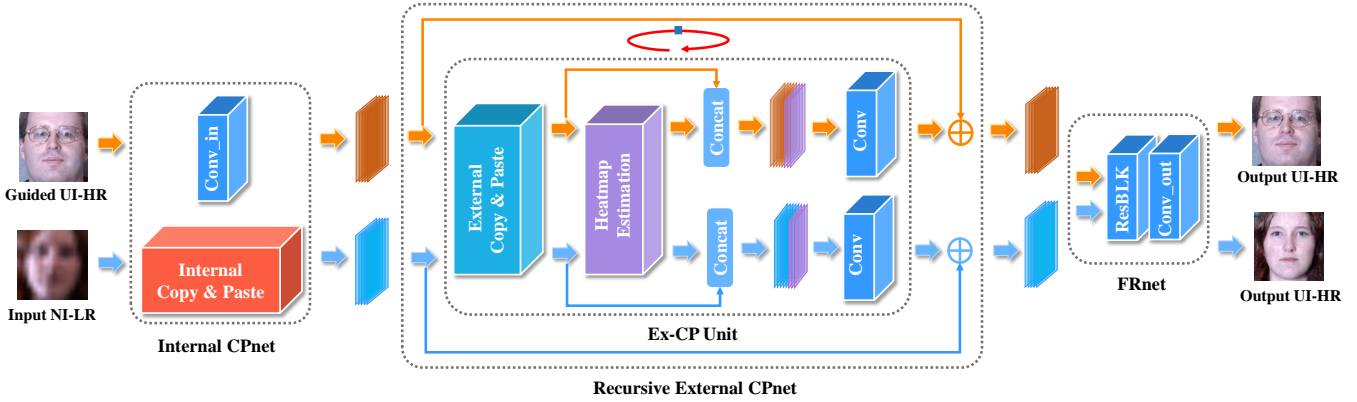 Guided UI-HR
Input NI-LR
Conv_in
Internal
Copy & Paste
Internal CPnet
External
Copy & Paste
Heatmap
Estimation
Concat
Concat
Conv
Conv
Ex-CP Unit
Recursive External CPnet
ResBLK
Conv_out
FRnet
Output UI-HR
Output UI-HR